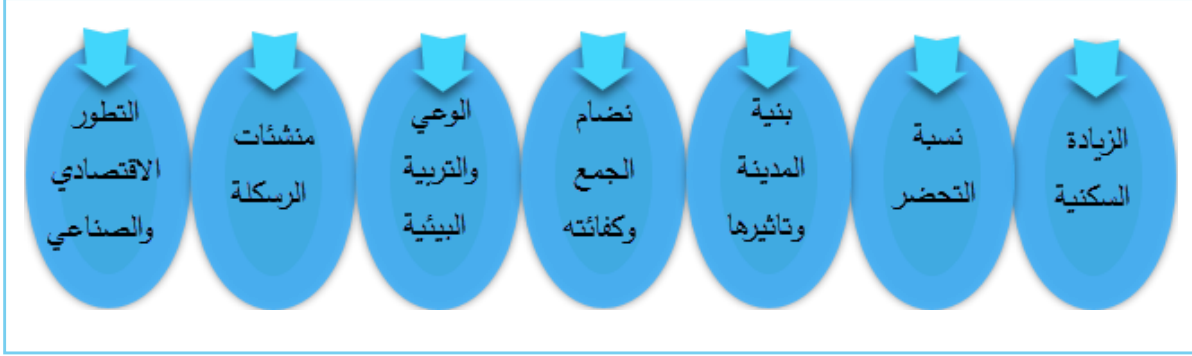 الزيادة
السكنية
نسبة
التحضر
بنية
المدينة
وتاثيرها
نضام
الجمع
وكفائته
الوعي
والتربية
البيئية
منشئات
الرسكلة
التطور
الاقتصادي
والصناعي